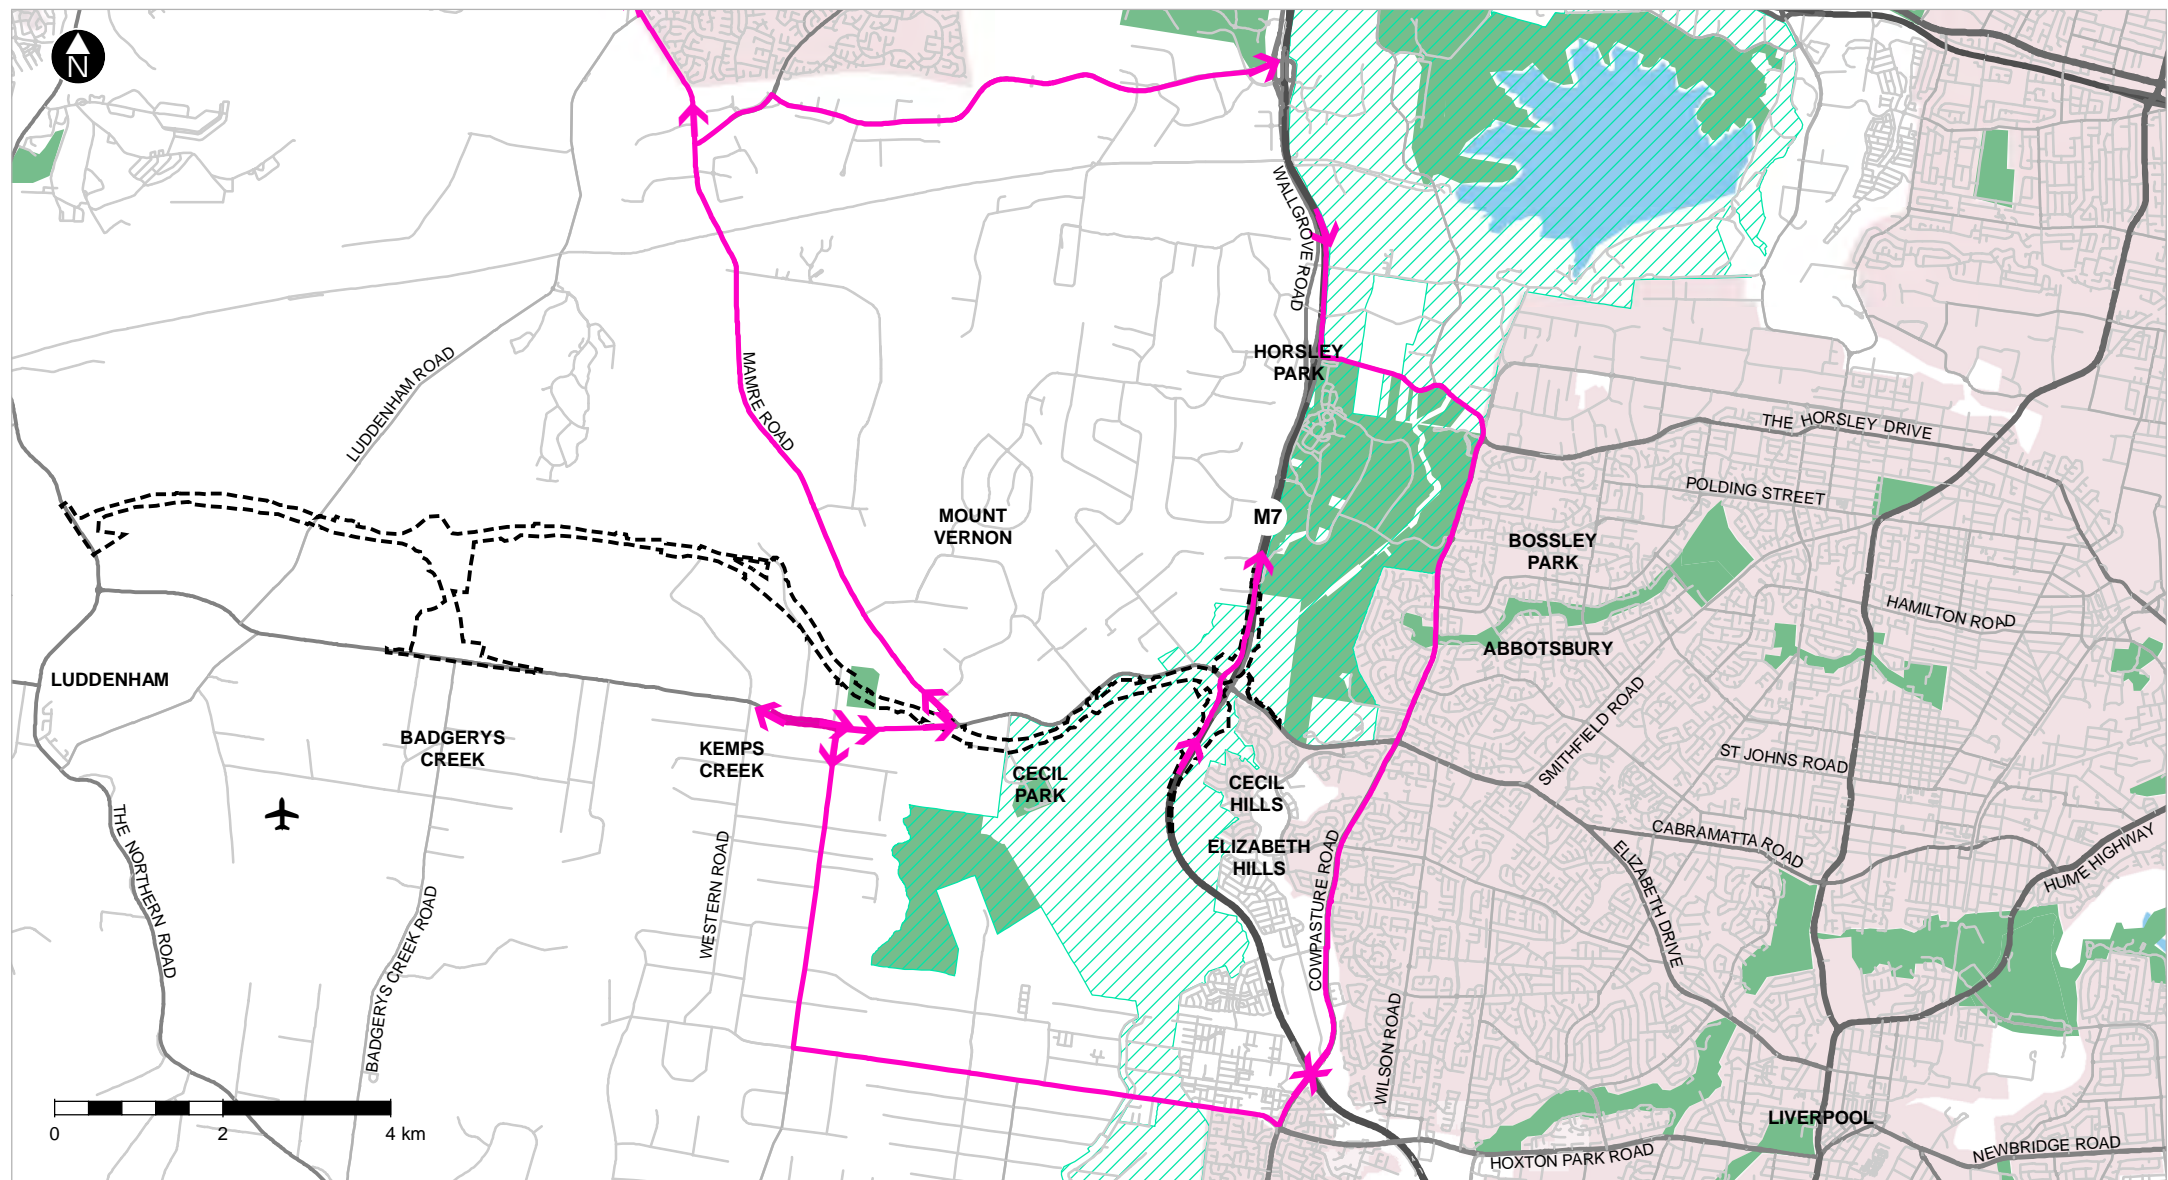 N
WALLGROVE ROAD
HORSLEY
PARK
LUDDENHAM ROAD
MAMRE ROAD
THE HORSLEY DRIVE
POLDING STREET
MOUNT
VERNON
M7
BOSSLEY
PARK
HAMILTON ROAD
ABBOTSBURY
LUDDENHAM
SMITHFIELD ROAD
BADGERYS
CREEK
KEMPS
CREEK
ST JOHNS ROAD
CECIL
PARK
CECIL
HILLS
THE NORTHERN ROAD
ELIZABETH
HILLS
CABRAMATTA ROAD
HUME HIGHWAY
WESTERN ROAD
COWPASTURE ROAD
ELIZABETH DRIVE
BADGERYS CREEK ROAD
WILSON ROAD
LIVERPOOL
0 2 4 km
HOXTON PARK ROAD
NEWBRIDGE ROAD